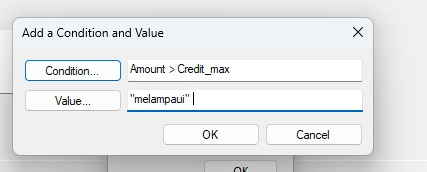 Add a Condition and Value
Condition... Amount > Credit_max
Value... "melampaui"
OK Cancel
OK